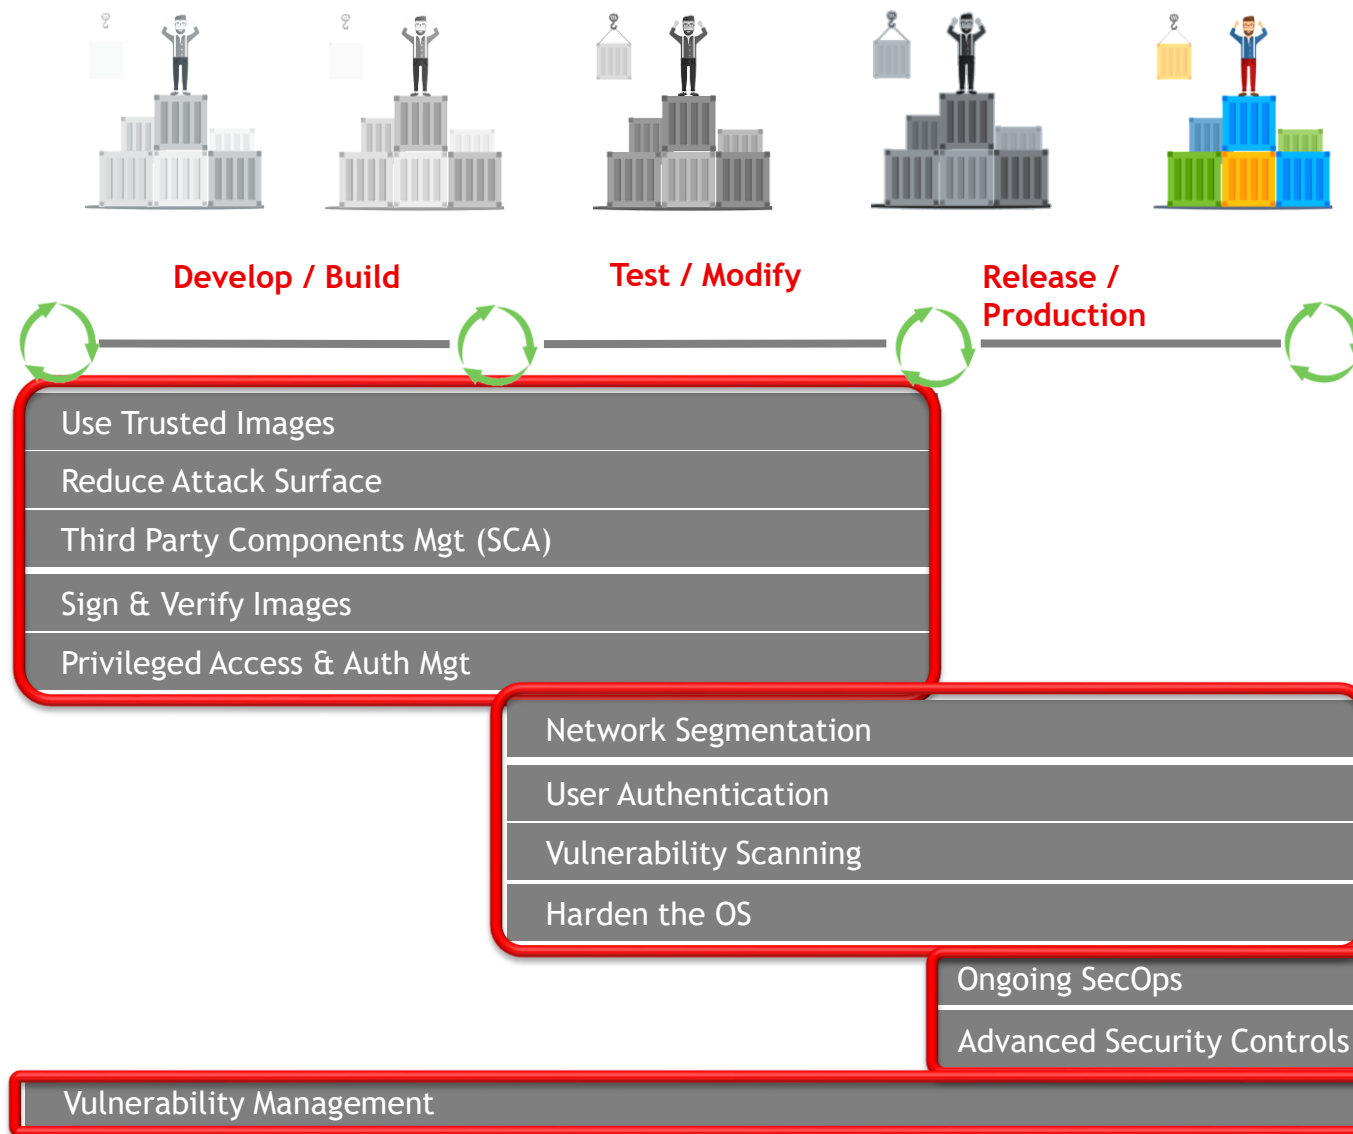 Develop / Build
Test / Modify
Release /
Production
Use Trusted Images
Reduce Attack Surface
Third Party Components Mgt (SCA)
Sign & Verify Images
Privileged Access & Auth Mgt
Network Segmentation
User Authentication
Vulnerability Scanning
Harden the OS
Ongoing SecOps
Advanced Security Controls
Vulnerability Management